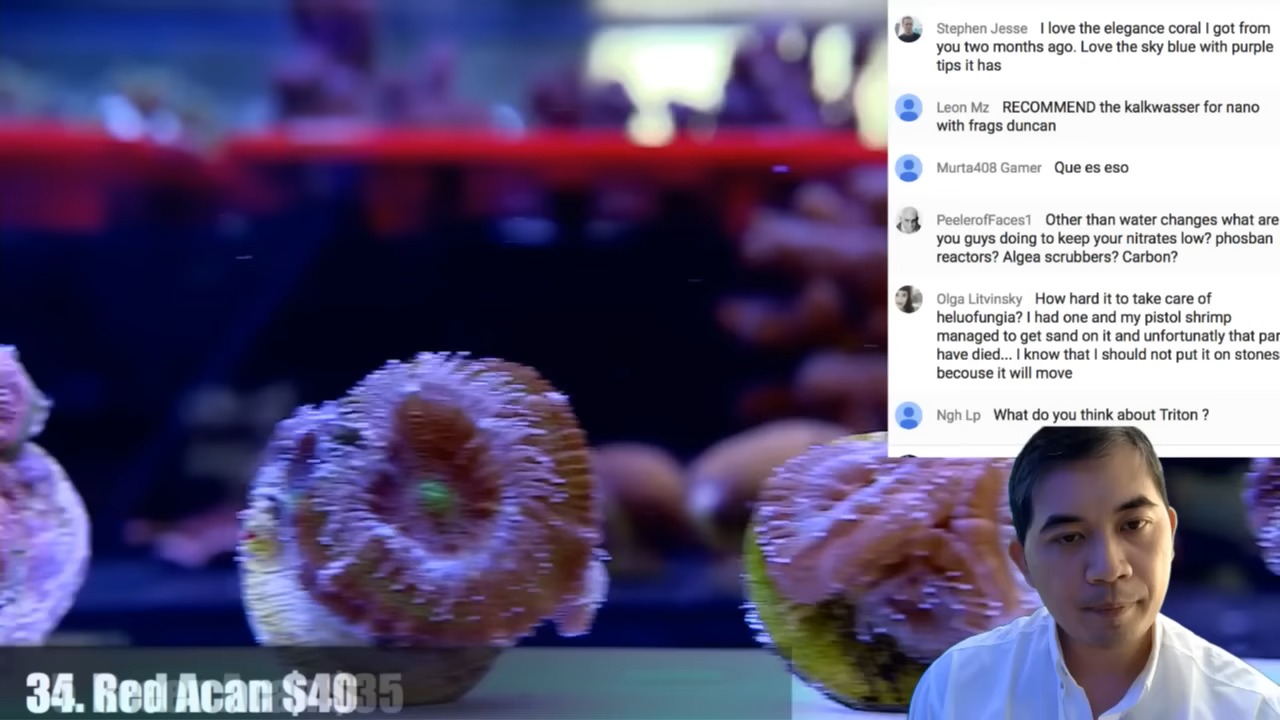 Stephen Jesse I love the elegance coral I got from
you two months ago. Love the sky blue with purple
tips it has
Leon Mz RECOMMEND the kalkwasser for nano
with frags duncan
Murta408 Gamer Que es eso
PeelerofFaces1 Other than water changes what are
you guys doing to keep your nitrates low? phosban
reactors? Algea scrubbers? Carbon?
Olga Litvinsky How hard it to take care of
heluofungia? I had one and my pistol shrimp
managed to get sand on it and unfortunatly that par
have died... I know that I should not put it on stones
becouse it will move
Ngh Lp What do you think about Triton ?
34. Red Acan $40